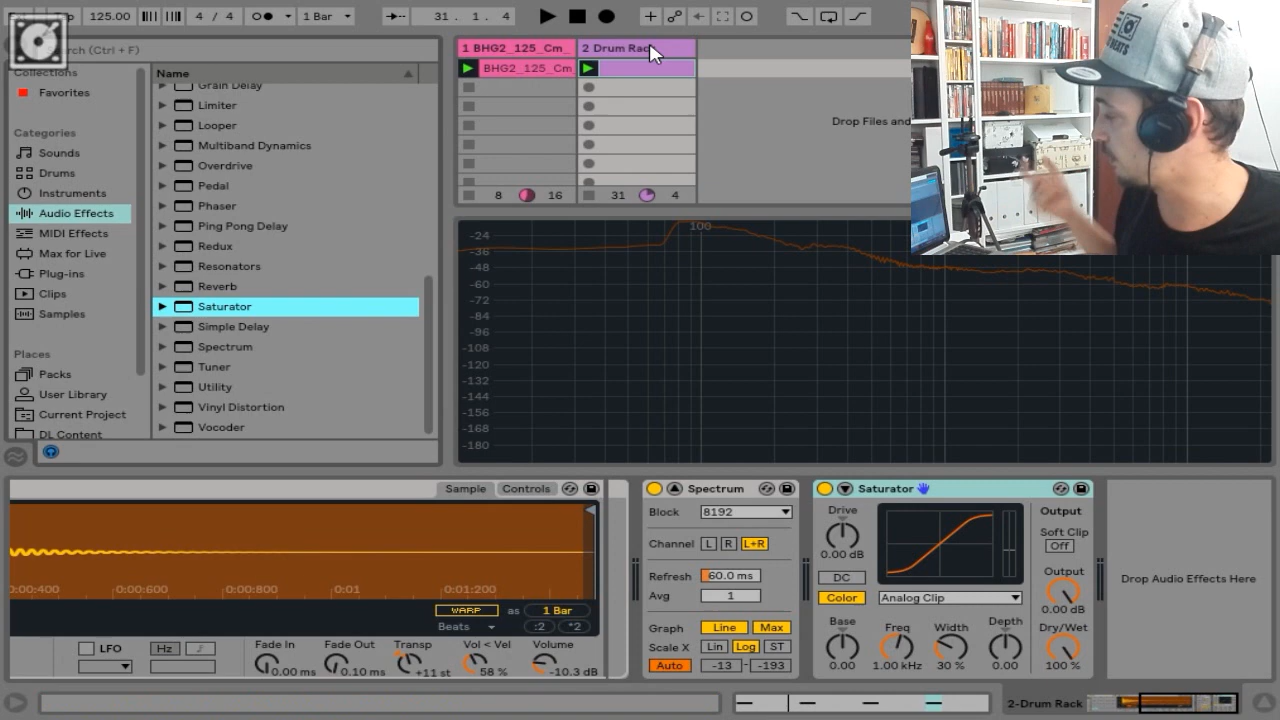 125.00 4 / 4 1 Bar 31 . 1 . 4
(Ctrl + F)
Collections
Favorites
Categories
Sounds
Drums
Instruments
Audio Effects
MIDI Effects
Max for Live
Plug-ins
Clips
Samples
Places
Packs
User Library
Current Project
DL Content
Name
Grain Delay
Limiter
Looper
Multiband Dynamics
Overdrive
Pedal
Phaser
Ping Pong Delay
Redux
Resonators
Reverb
Saturator
Simple Delay
Spectrum
Tuner
Utility
Vinyl Distortion
Vocoder
1 BHG2_125_Cm_ 2 Drum Rac
BHG2_125_Cm
8 16 31 4
Drop Files and
100
-24
-36
-48
-60
-72
-84
-96
-108
-120
-132
-144
-156
-168
-180
Sample Controls
0:00:400 0:00:600 0:00:800 0:01 0:01:200
WARP as 1 Bar
Beats :2 *2
LFO Hz
Fade In Fade Out Transp Vol < Vel Volume
0.00 ms 0.10 ms +11 st 58 % -10.3 dB
Spectrum
Block 8192
Channel L R L+R
Refresh 60.0 ms
Avg 1
Graph Line Max
Scale X Lin Log ST
Auto -13 - -193
Saturator
Drive
0.00 dB
DC
Color Analog Clip
Base Freq Width Depth
0.00 1.00 kHz 30 % 0.00
Output
Soft Clip
Off
Output
0.00 dB
Dry/Wet
100 %
Drop Audio Effects Here
2-Drum Rack